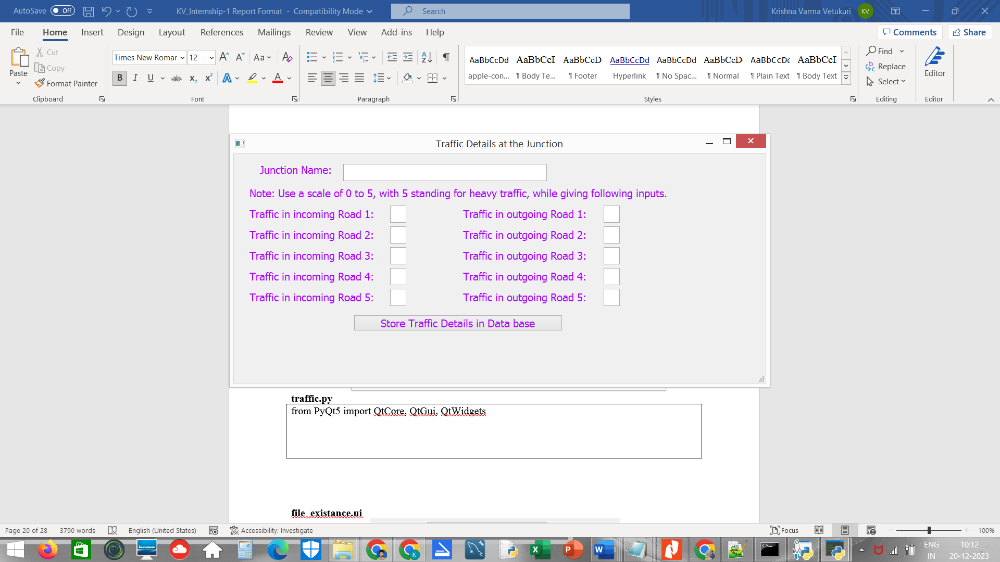 AutoSave Off KV_Internship-1 Report Format - Compatibility Mode Search Krishna Varma Vetukuri KV
File Home Insert Design Layout References Mailings Review View Add-ins Help Comments Share
Paste Cut Copy Format Painter
Clipboard
Times New Romar 12
Font
Paragraph
AaBbCcDd AaBbCcI AaBbCcD AaBbCcDd AaBbCcDd AaBbCcD AaBbCcDc AaBbCcI
apple-con... ¶ Body Te... ¶ Footer Hyperlink ¶ No Spac... ¶ Normal ¶ Plain Text ¶ Body Text
Styles
Find
Replace
Select
Editing
Editor
Editor
Traffic Details at the Junction
Junction Name:
Note: Use a scale of 0 to 5, with 5 standing for heavy traffic, while giving following inputs.
Traffic in incoming Road 1: Traffic in outgoing Road 1:
Traffic in incoming Road 2: Traffic in outgoing Road 2:
Traffic in incoming Road 3: Traffic in outgoing Road 3:
Traffic in incoming Road 4: Traffic in outgoing Road 4:
Traffic in incoming Road 5: Traffic in outgoing Road 5:
Store Traffic Details in Data base
traffic.py
from PyQt5 import QtCore, QtGui, QtWidgets
file_existance.ui
Page 20 of 28 3790 words English (United States) Accessibility: Investigate Focus 100%
ENG 10:12
IN 20-12-2023